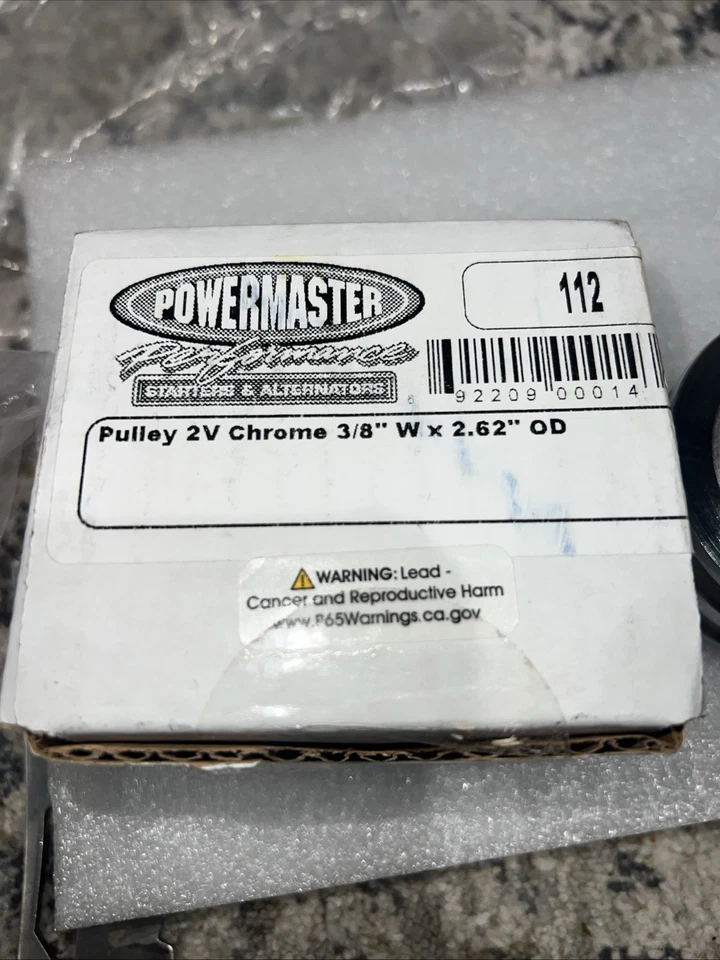 POWERMASTER
Performance
STARTERS & ALTERNATORS
112
6 92209 00014
Pulley 2V Chrome 3/8" W x 2.62" OD
WARNING: Lead -
Cancer and Reproductive Harm
www.P65Warnings.ca.gov